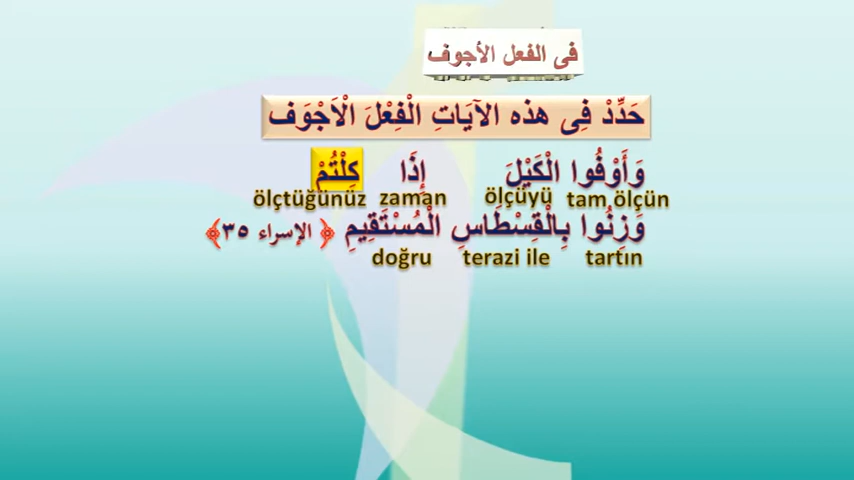 فى الفعل الأجوف
حَدِّدْ فِى هذه الآيَاتِ الْفِعْلَ الْاَجْوَف
وَأَوْفُوا الْكَيْلَ إِذَا كِلْتُمْ
tam ölçün ölçüyü zaman ölçtüğünüz
وَزِنُوا بِالْقِسْطَاسِ الْمُسْتَقِيمِ ﴿ الإسراء ٣٥ ﴾
tartın terazi ile doğru